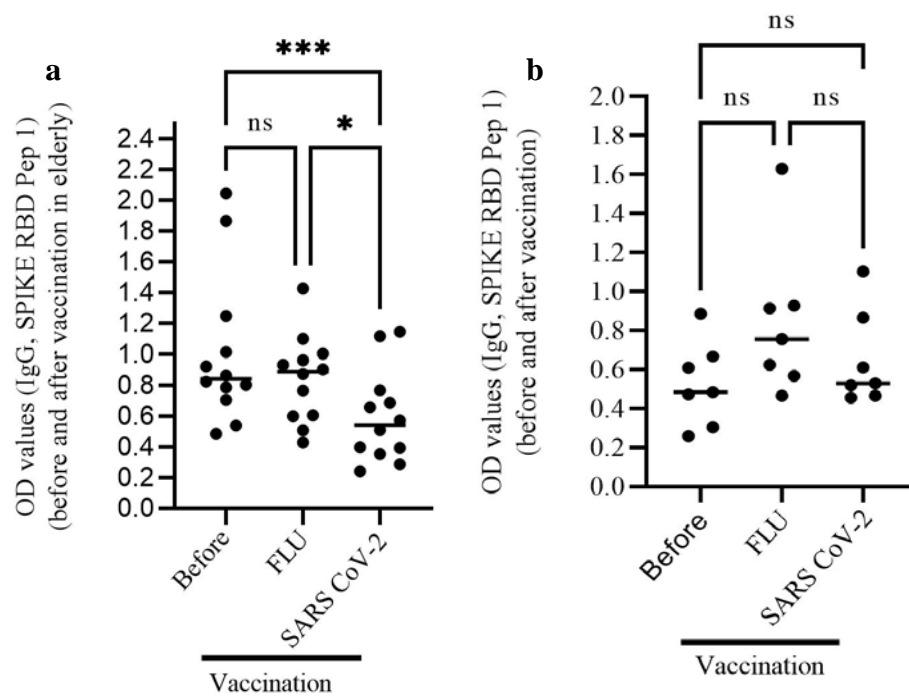 a
***
ns
*
OD values (IgG, SPIKE RBD Pep 1)
(before and after vaccination in elderly)
2.4
2.2
2.0
1.8
1.6
1.4
1.2
1.0
0.8
0.6
0.4
0.2
0.0
Before
FLU
SARS CoV-2
Vaccination
b
ns
ns
ns
OD values (IgG, SPIKE RBD Pep 1)
(before and after vaccination)
2.0
1.8
1.6
1.4
1.2
1.0
0.8
0.6
0.4
0.2
0.0
Before
FLU
SARS CoV-2
Vaccination